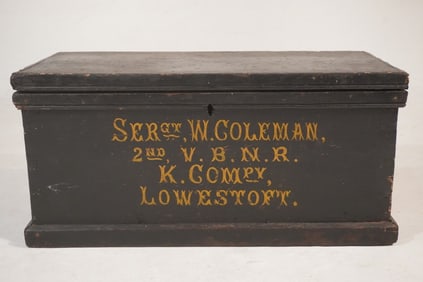 SERGT, W. COLEMAN,
2ND, V. B. N. R.
K. COMPY,
LOWESTOFT.